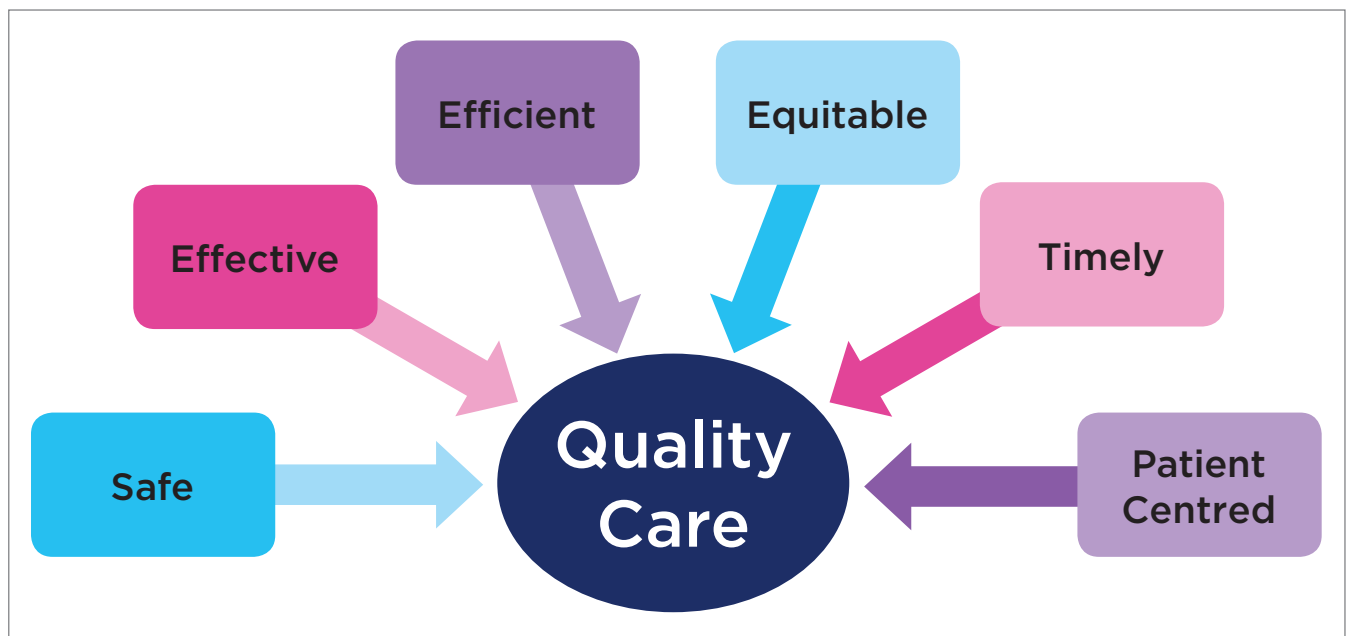 Efficient
Equitable
Effective
Timely
Safe
Quality
Care
Patient
Centred